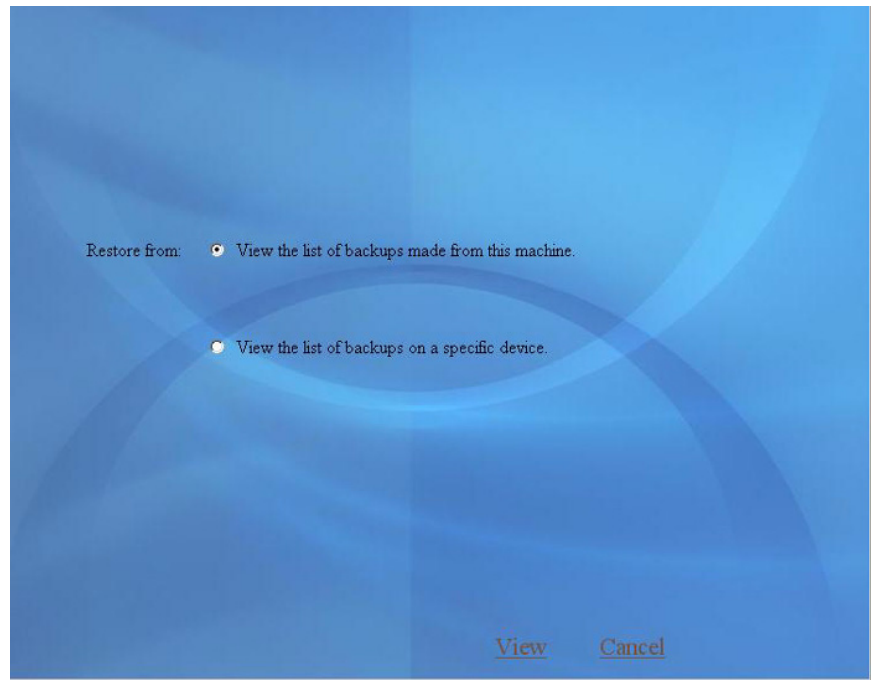 Restore from: View the list of backups made from this machine.
View the list of backups on a specific device.
View Cancel